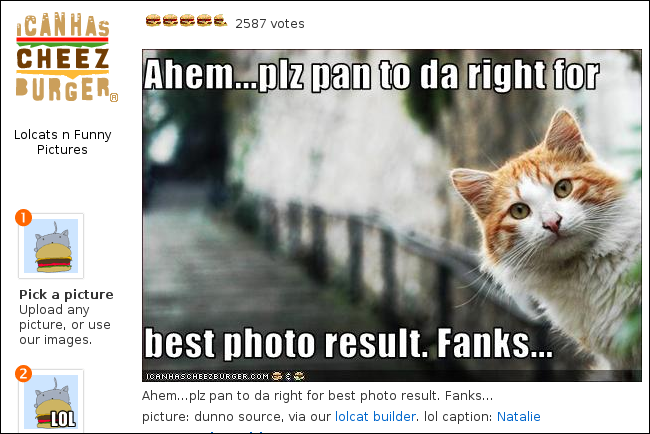 iCANHAS
CHEEZ
BURGER®
Lolcats n Funny
Pictures
1
Pick a picture
Upload any
picture, or use
our images.
2
LOL
2587 votes
Ahem...plz pan to da right for
best photo result. Fanks...
ICANHASCHEEZBURGER.COM
Ahem...plz pan to da right for best photo result. Fanks...
picture: dunno source, via our lolcat builder. lol caption: Natalie